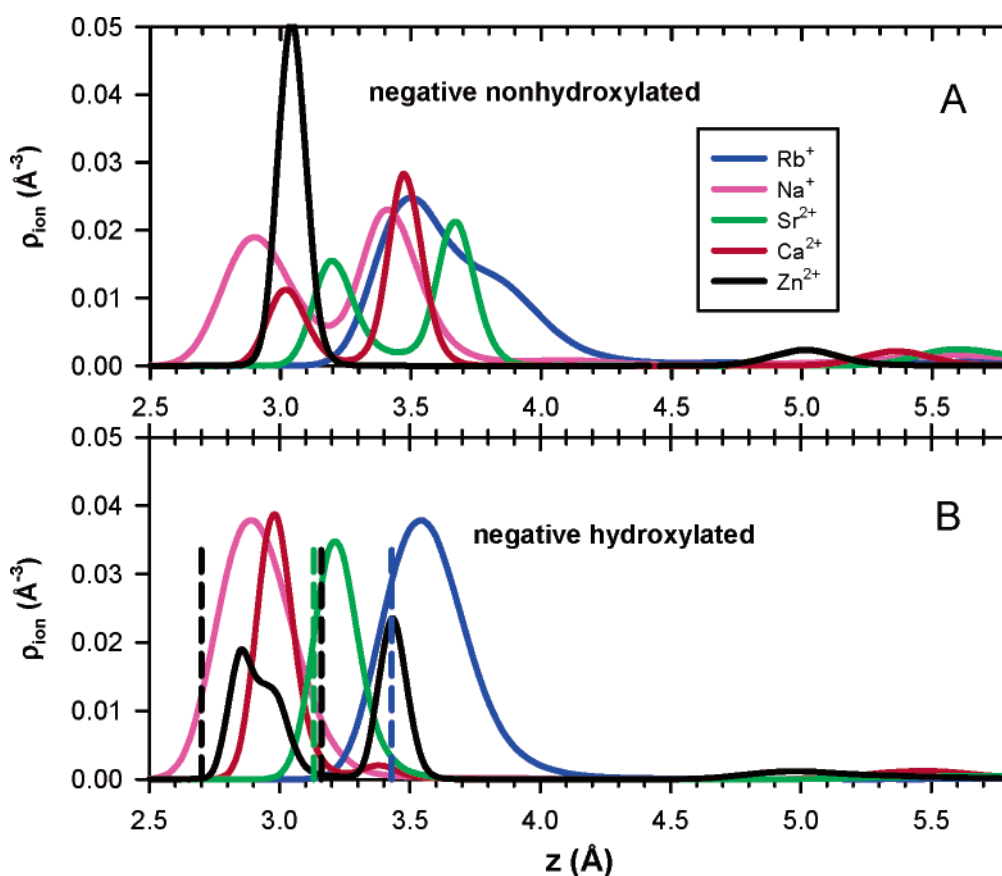 0.05
0.04
0.03
0.02
0.01
0.00
ρion (Å⁻³)
negative nonhydroxylated
A
Rb⁺
Na⁺
Sr²⁺
Ca²⁺
Zn²⁺
2.5 3.0 3.5 4.0 4.5 5.0 5.5
0.05
0.04
0.03
0.02
0.01
0.00
ρion (Å⁻³)
negative hydroxylated
B
2.5 3.0 3.5 4.0 4.5 5.0 5.5
z (Å)